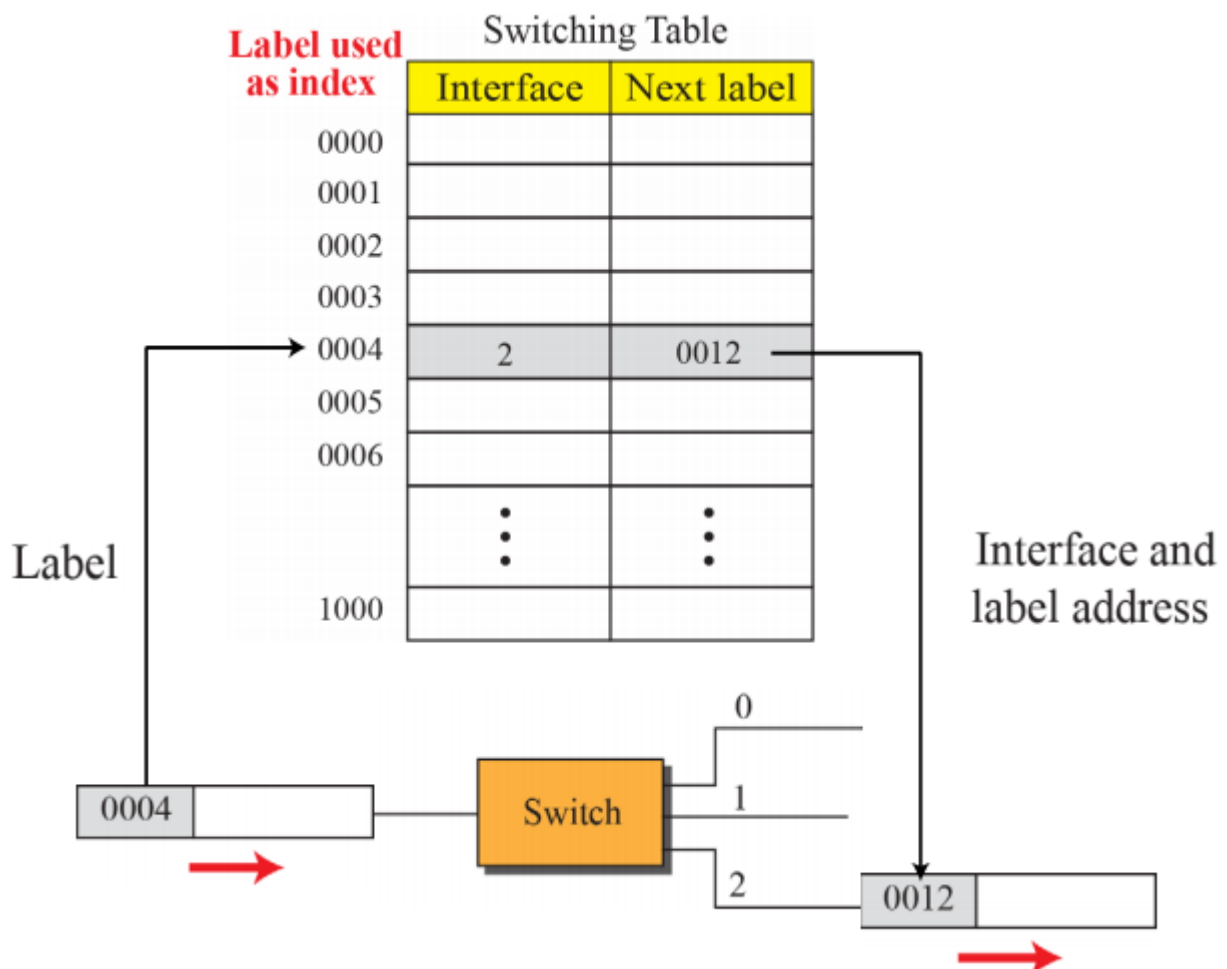 Switching Table
Label used
as index
Interface Next label
0000
0001
0002
0003
0004 2 0012
0005
0006
1000
Label
Interface and
label address
0
0004
Switch
1
2
0012